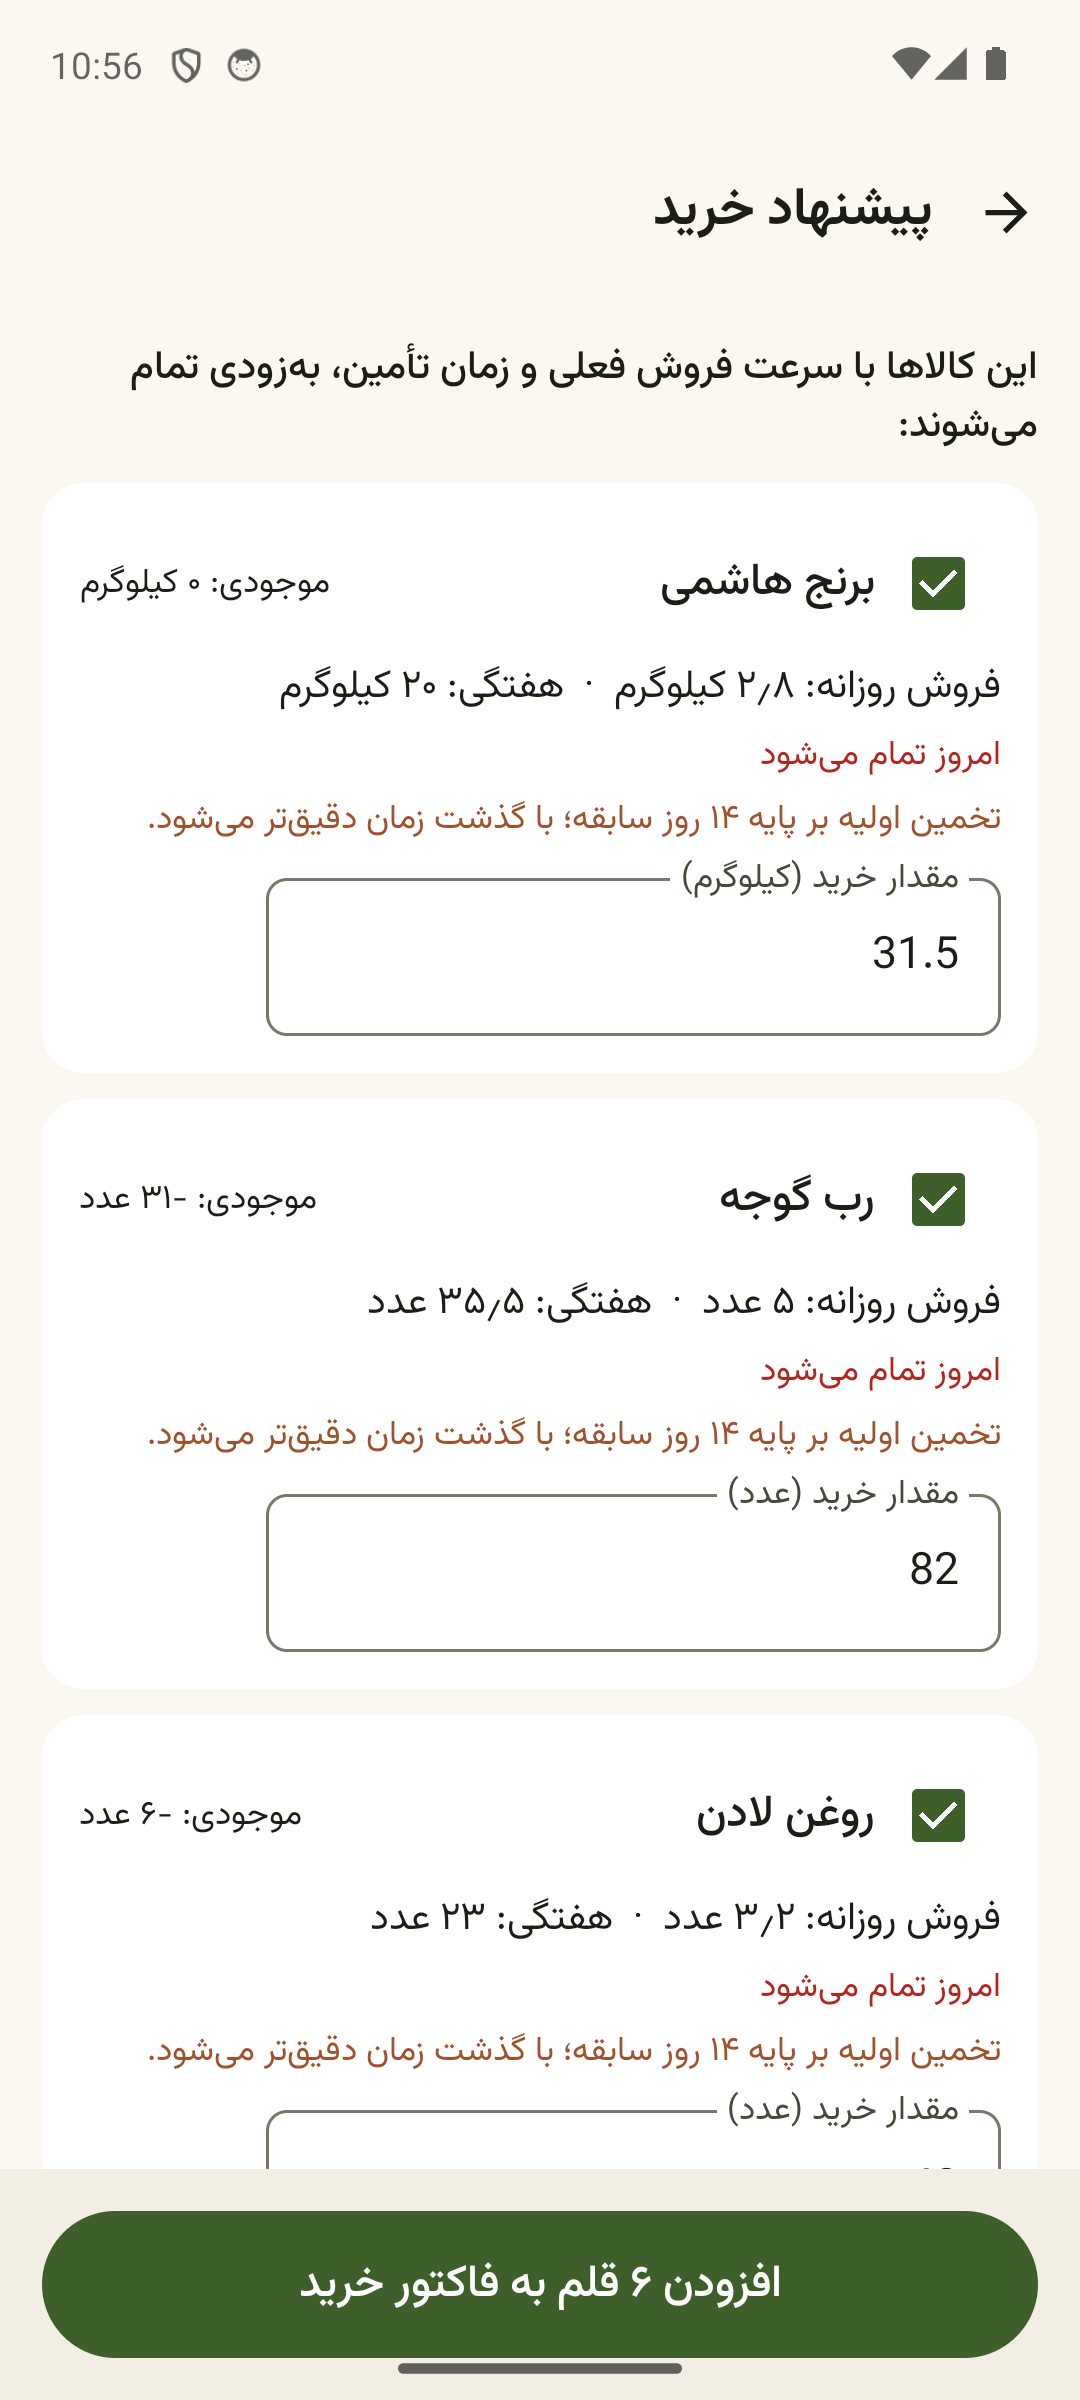 10:56
پیشنهاد خرید
این کالاها با سرعت فروش فعلی و زمان تأمین، به‌زودی تمام
می‌شوند:
برنج هاشمی
موجودی: ۰ کیلوگرم
فروش روزانه: ۲٫۸ کیلوگرم · هفتگی: ۲۰ کیلوگرم
امروز تمام می‌شود
تخمین اولیه بر پایه ۱۴ روز سابقه؛ با گذشت زمان دقیق‌تر می‌شود.
مقدار خرید (کیلوگرم)
31.5
رب گوجه
موجودی: -۳۱ عدد
فروش روزانه: ۵ عدد · هفتگی: ۳۵٫۵ عدد
امروز تمام می‌شود
تخمین اولیه بر پایه ۱۴ روز سابقه؛ با گذشت زمان دقیق‌تر می‌شود.
مقدار خرید (عدد)
82
روغن لادن
موجودی: -۶ عدد
فروش روزانه: ۳٫۲ عدد · هفتگی: ۲۳ عدد
امروز تمام می‌شود
تخمین اولیه بر پایه ۱۴ روز سابقه؛ با گذشت زمان دقیق‌تر می‌شود.
مقدار خرید (عدد)
افزودن ۶ قلم به فاکتور خرید